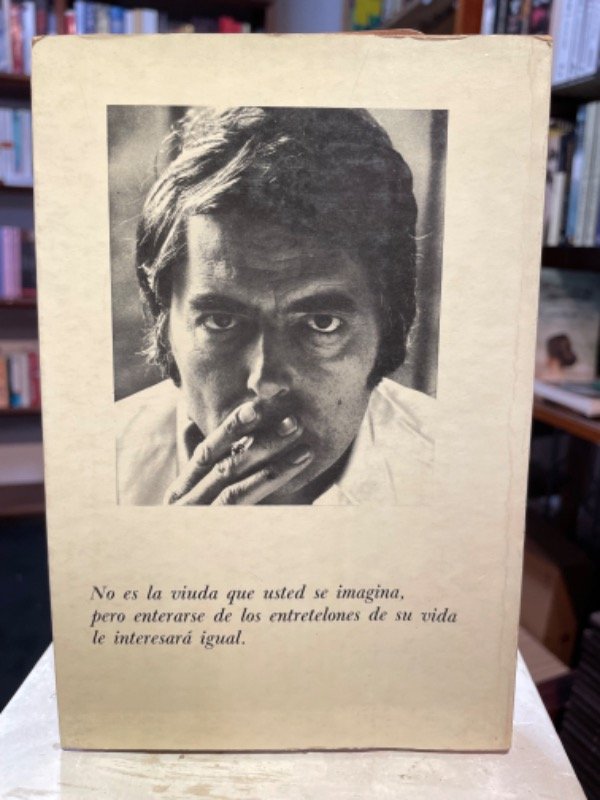 No es la viuda que usted se imagina,
pero enterarse de los entretelones de su vida
le interesará igual.